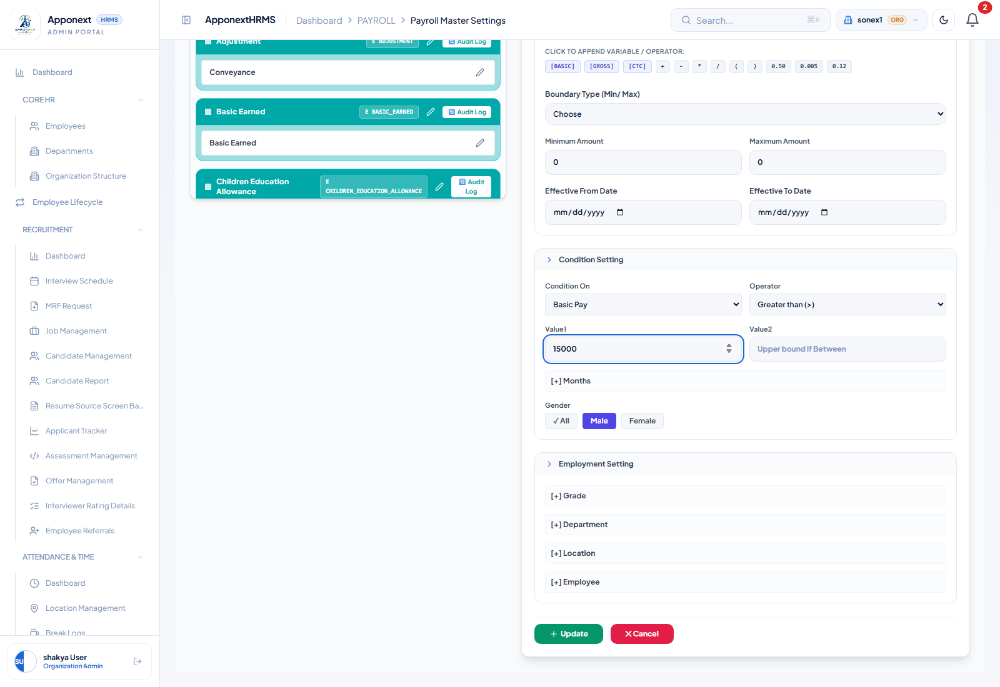 Apponext HRMS
ADMIN PORTAL
Dashboard
CORE HR
Employees
Departments
Organization Structure
Employee Lifecycle
RECRUITMENT
Dashboard
Interview Schedule
MRF Request
Job Management
Candidate Management
Candidate Report
Resume Source Screen Ba...
Applicant Tracker
Assessment Management
Offer Management
Interviewer Rating Details
Employee Referrals
ATTENDANCE & TIME
Dashboard
Location Management
Break Logs
SU
shakya User
Organization Admin
ApponextHRMS
Dashboard > PAYROLL > Payroll Master Settings
Search... ⌘K
sonex1 ORG
2
Adjustment E ADJUSTMENT Audit Log
Conveyance
Basic Earned E BASIC_EARNED Audit Log
Basic Earned
Children Education Allowance
E CHILDREN_EDUCATION_ALLOWANCE
Audit Log
CLICK TO APPEND VARIABLE / OPERATOR:
[BASIC] [GROSS] [CTC] + - * / ( ) 0.50 0.005 0.12
Boundary Type (Min/ Max)
Choose
Minimum Amount Maximum Amount
0 0
Effective From Date Effective To Date
mm/dd/yyyy mm/dd/yyyy
Condition Setting
Condition On Operator
Basic Pay Greater than (>)
Value1 Value2
15000 Upper bound if Between
[+] Months
Gender
✓ All Male Female
Employment Setting
[+] Grade
[+] Department
[+] Location
[+] Employee
+ Update ✕ Cancel